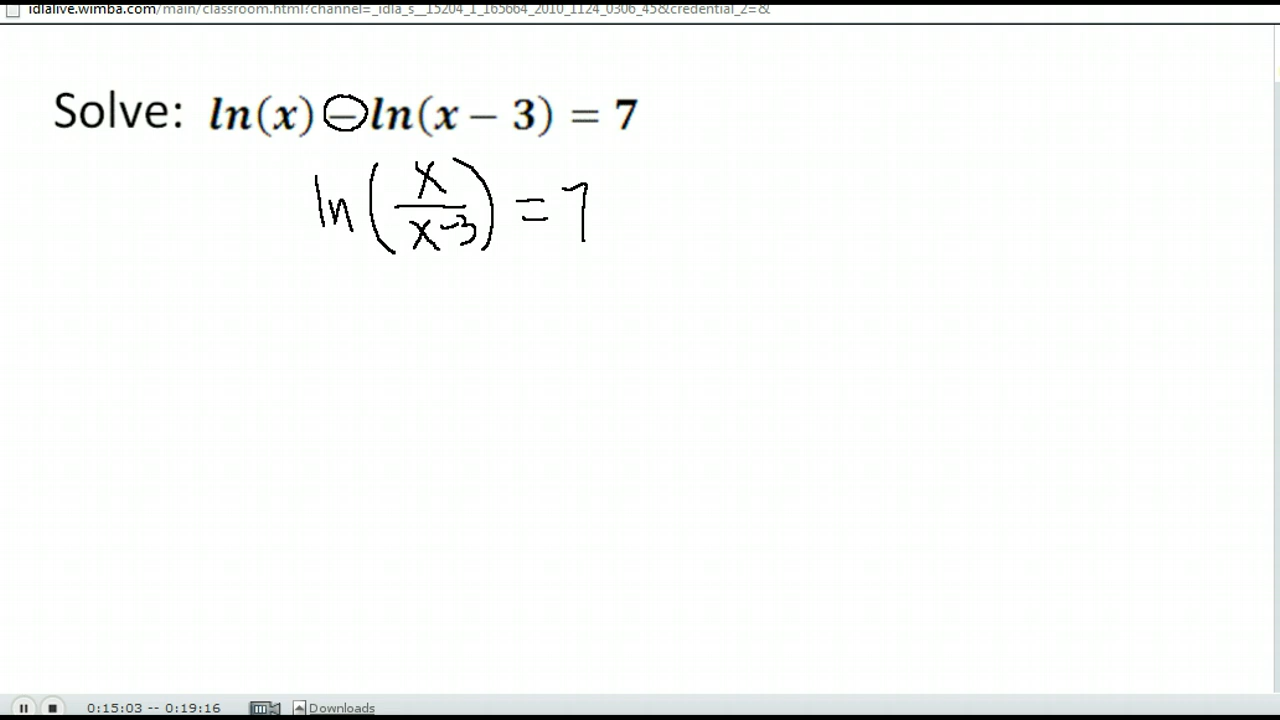 idlalive.wimba.com/main/classroom.html?channel=_idla_s__15204_1_165664_2010_1124_0306_45&credential_2=&
Solve: ln(x) − ln(x − 3) = 7
ln(x/x-3) = 7
0:15:03 -- 0:19:16 Downloads